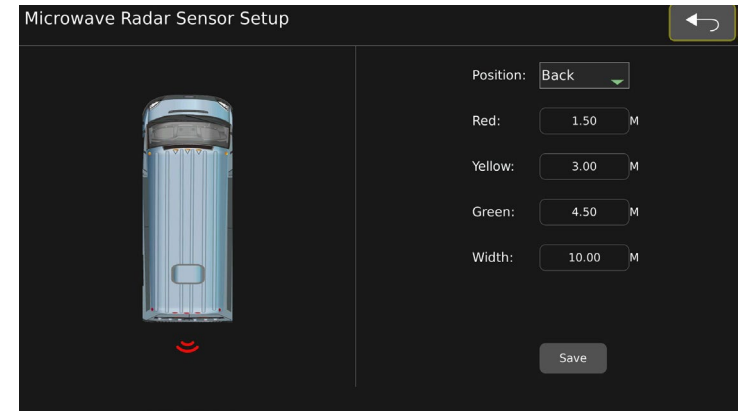 Microwave Radar Sensor Setup
Position: Back
Red: 1.50 M
Yellow: 3.00 M
Green: 4.50 M
Width: 10.00 M
Save